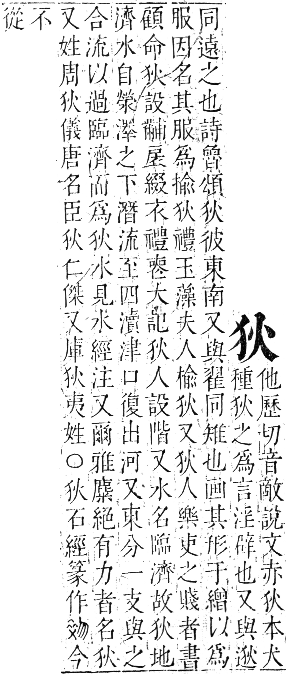 狄
他歷切音敵說文赤狄本犬
種狄之為言淫辟也又與逖
同遠之也詩魯頌狄彼東南又與翟同雉也画其形于繒以為
服因名其服為揄狄禮玉藻夫人揄狄又狄人樂吏之賤者書
顧命狄設黼扆綴衣禮喪大記狄人設階又水名臨濟故狄地
濟水自滎澤之下潛流至四瀆津口復出河又東分一支與之
合流以過臨濟而為狄水見水經注又爾雅麋絕有力者名狄
又姓周狄儀唐名臣狄仁傑又庫狄夷姓〇狄石經篆作今
不從